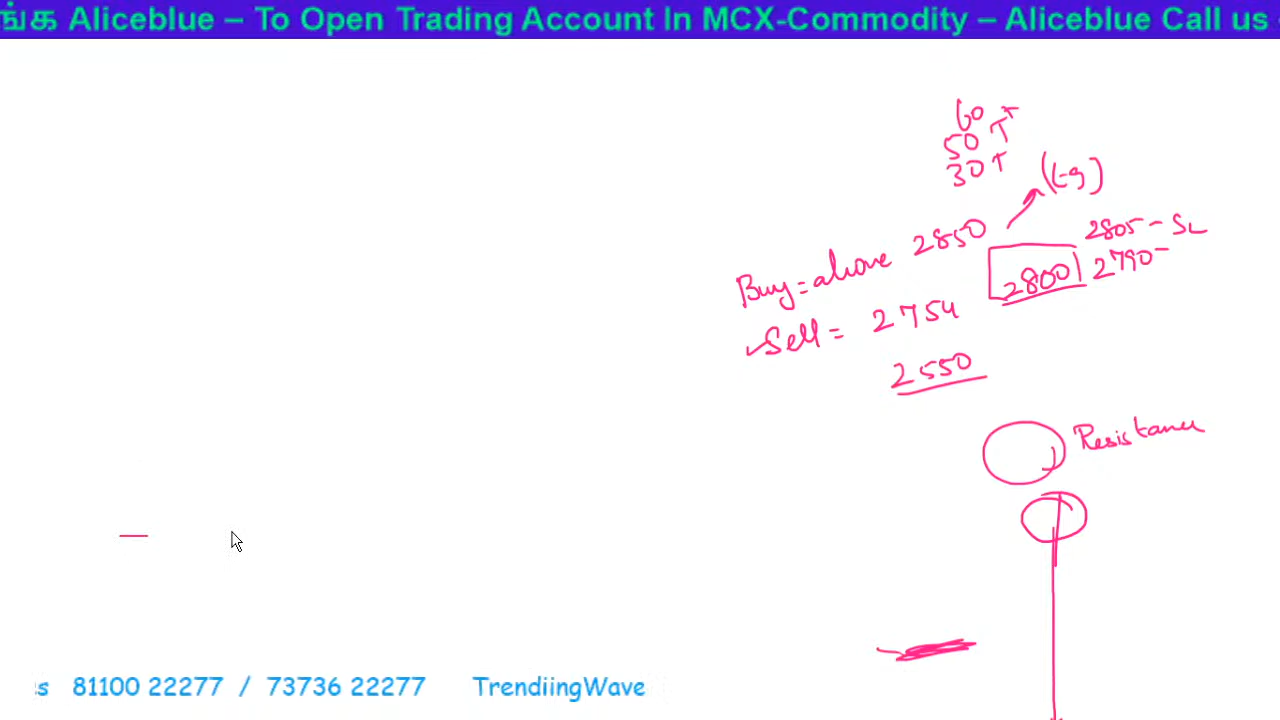 ங்க Aliceblue – To Open Trading Account In MCX-Commodity – Aliceblue Call us
60
50 T+
30 T
2805 - SL
Buy = above 2850
2800 2790 -
Sell = 2754
2550
Resistance
s 81100 22277 / 73736 22277 TrendiingWave